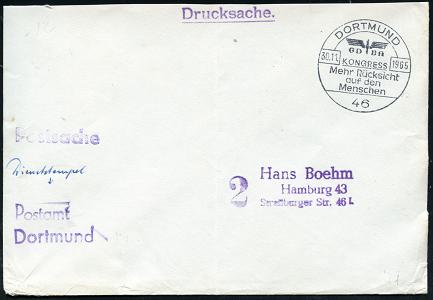 Drucksache.
DORTMUND
GDBA
30.11. KONGRESS 1965
Mehr Rücksicht
auf den
Menschen
46
Postsache
Dienststempel
Postamt
Dortmund
2
Hans Boehm
Hamburg 43
Straßburger Str. 46 I.